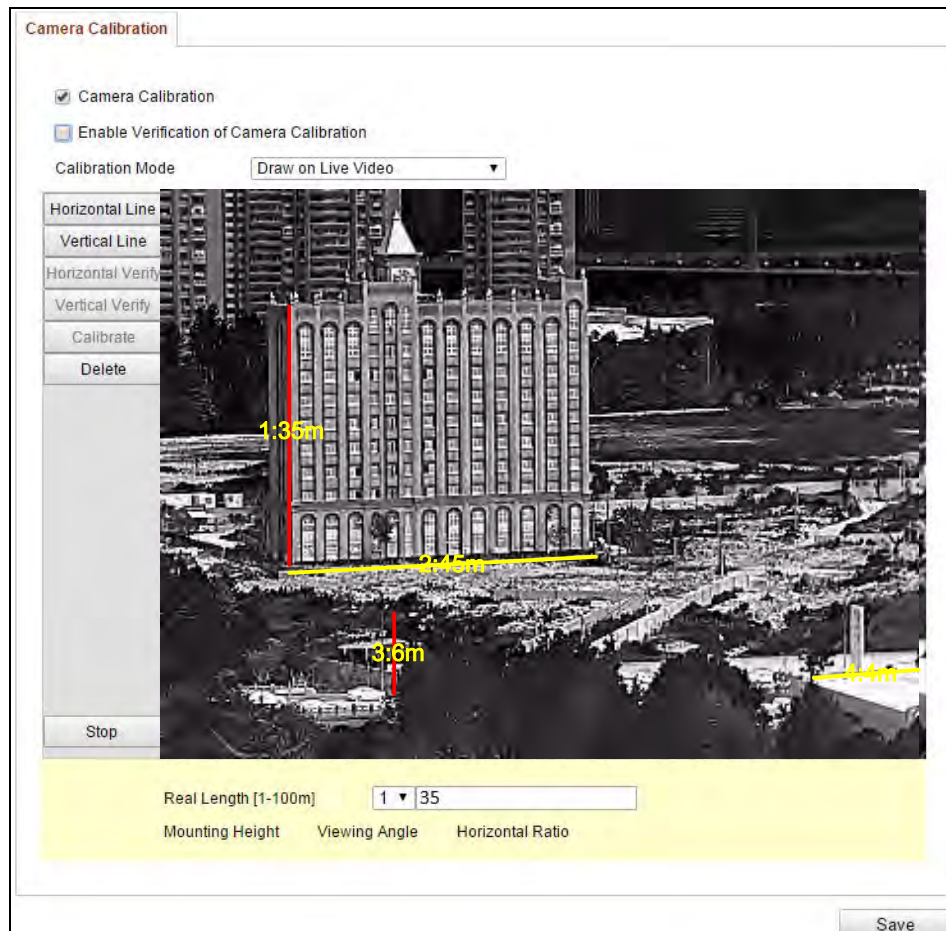 Camera Calibration
Camera Calibration
Enable Verification of Camera Calibration
Calibration Mode Draw on Live Video
Horizontal Line
Vertical Line
Horizontal Verify
Vertical Verify
Calibrate
Delete
1:35m
2:45m
3:6m
4:4m
Stop
Real Length [1-100m] 1 35
Mounting Height Viewing Angle Horizontal Ratio
Save